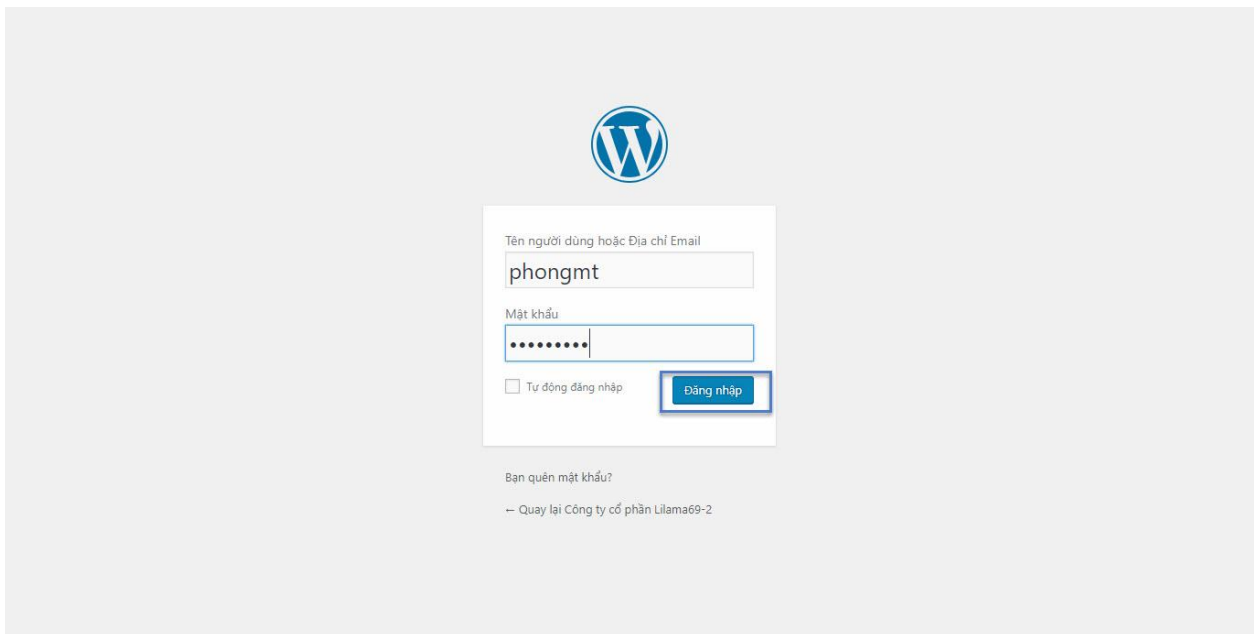 Tên người dùng hoặc Địa chỉ Email
phongmt
Mật khẩu
•••••••••
Tự động đăng nhập
Đăng nhập
Bạn quên mật khẩu?
← Quay lại Công ty cổ phần Lilama69-2